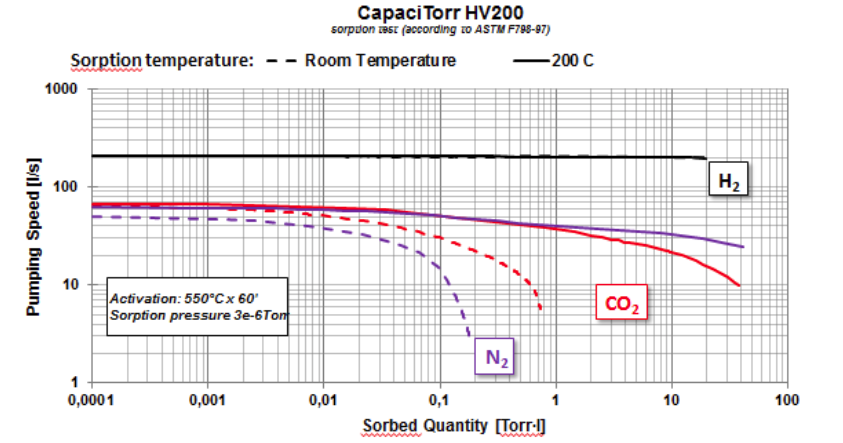 CapaciTorr HV200
sorption test (according to ASTM F798-97)
Sorption temperature: Room Temperature 200 C
1000
100
10
1
Pumping Speed [l/s]
H2
CO2
N2
Activation: 550°C x 60'
Sorption pressure 3e-6Torr
0,0001 0,001 0,01 0,1 1 10 100
Sorbed Quantity [Torr·l]